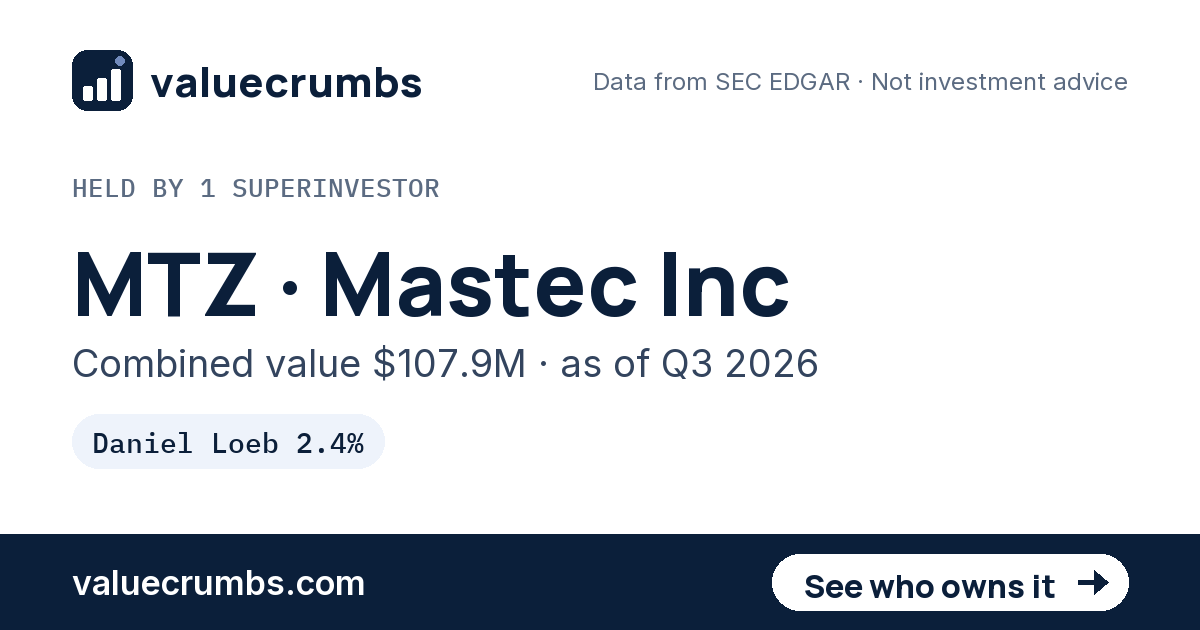 valuecrumbs
Data from SEC EDGAR · Not investment advice
HELD BY 1 SUPERINVESTOR
MTZ · Mastec Inc
Combined value $107.9M · as of Q3 2026
Daniel Loeb 2.4%
valuecrumbs.com
See who owns it →